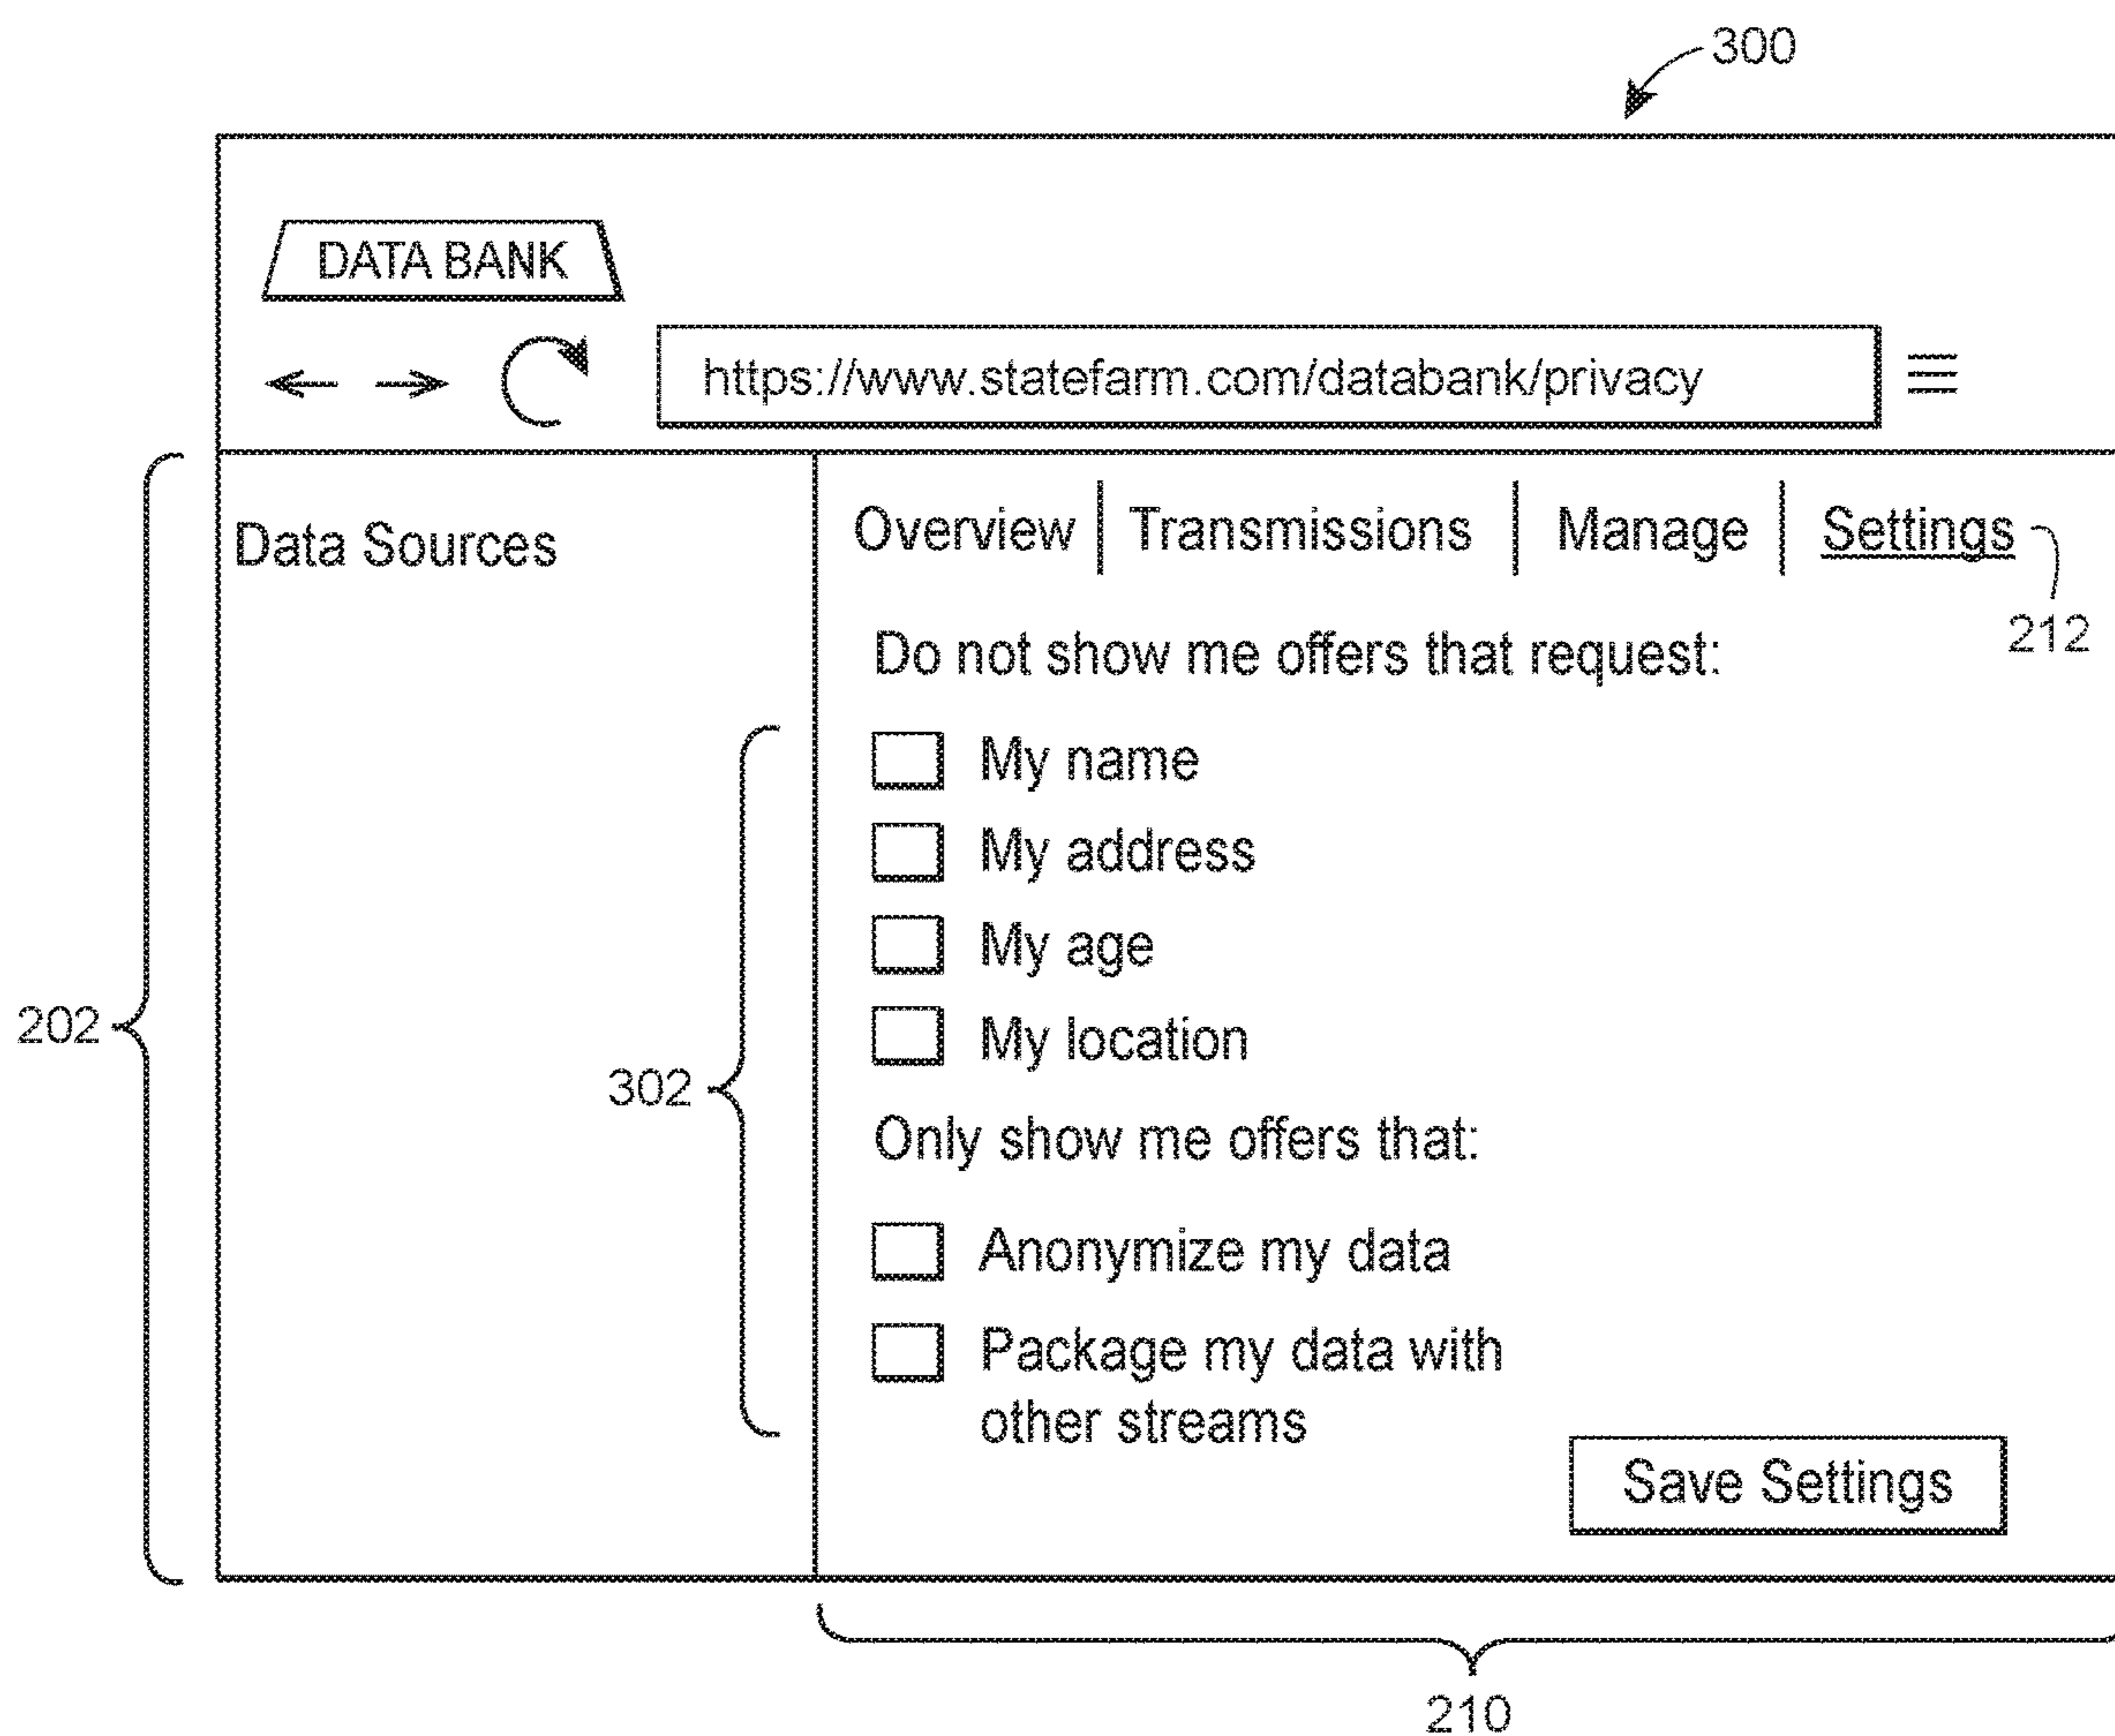 300
DATA BANK
https://www.statefarm.com/databank/privacy
Data Sources
Overview | Transmissions | Manage | Settings
212
Do not show me offers that request:
My name
My address
My age
My location
202
302
Only show me offers that:
Anonymize my data
Package my data with
other streams
Save Settings
210